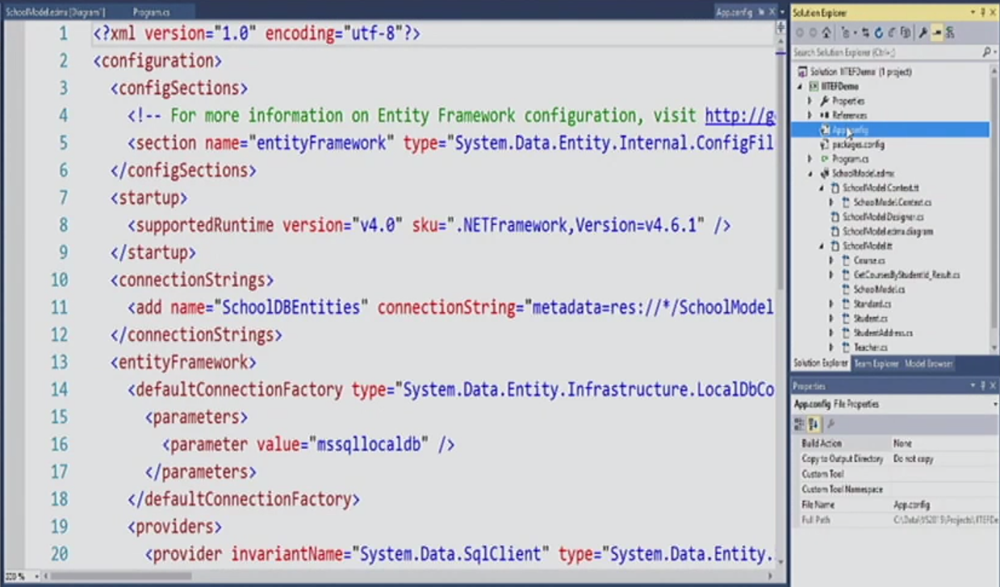 SchoolModel.edmx [Diagram*]
Program.cs
App.config
1 <?xml version="1.0" encoding="utf-8"?>
2 <configuration>
3 <configSections>
4 <!-- For more information on Entity Framework configuration, visit http://g
5 <section name="entityFramework" type="System.Data.Entity.Internal.ConfigFil
6 </configSections>
7 <startup>
8 <supportedRuntime version="v4.0" sku=".NETFramework,Version=v4.6.1" />
9 </startup>
10 <connectionStrings>
11 <add name="SchoolDBEntities" connectionString="metadata=res://*/SchoolModel
12 </connectionStrings>
13 <entityFramework>
14 <defaultConnectionFactory type="System.Data.Entity.Infrastructure.LocalDbCo
15 <parameters>
16 <parameter value="mssqllocaldb" />
17 </parameters>
18 </defaultConnectionFactory>
19 <providers>
20 <provider invariantName="System.Data.SqlClient" type="System.Data.Entity.
Solution Explorer
Search Solution Explorer (Ctrl+;)
Solution 'IITEFDemo' (1 project)
IITEFDemo
Properties
References
App.config
packages.config
Program.cs
SchoolModel.edmx
SchoolModel.Context.tt
SchoolModel.Context.cs
SchoolModel.Designer.cs
SchoolModel.edmx.diagram
SchoolModel.tt
Course.cs
GetCoursesByStudentId_Result.cs
SchoolModel.cs
Standard.cs
Student.cs
StudentAddress.cs
Teacher.cs
Solution Explorer Team Explorer Model Browser
Properties
App.config File Properties
Build Action None
Copy to Output Directory Do not copy
Custom Tool
Custom Tool Namespace
File Name App.config
Full Path